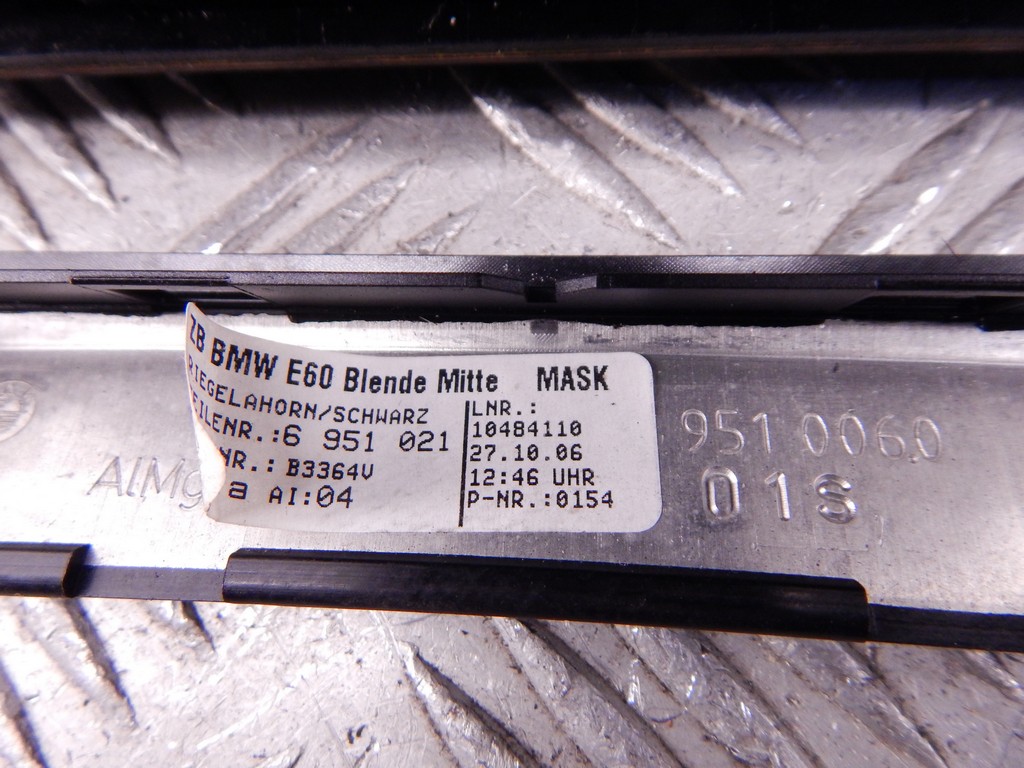 ZB BMW E60 Blende Mitte MASK
RIEGELAHORN/SCHWARZ
EILENR.:6 951 021
NR.: B3364V
a AI:04
LNR.:
10484110
27.10.06
12:46 UHR
P-NR.:0154
AlMg
951 0060
01S